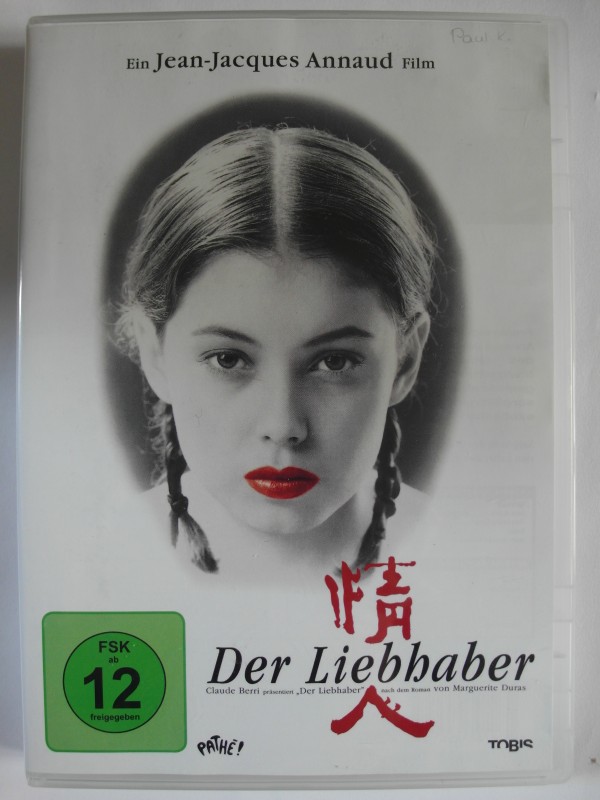 Paul K.
Ein Jean-Jacques Annaud Film
情人
Der Liebhaber
Claude Berri präsentiert „Der Liebhaber“ nach dem Roman von Marguerite Duras
FSK
ab
12
freigegeben
PATHÉ!
TOBIS